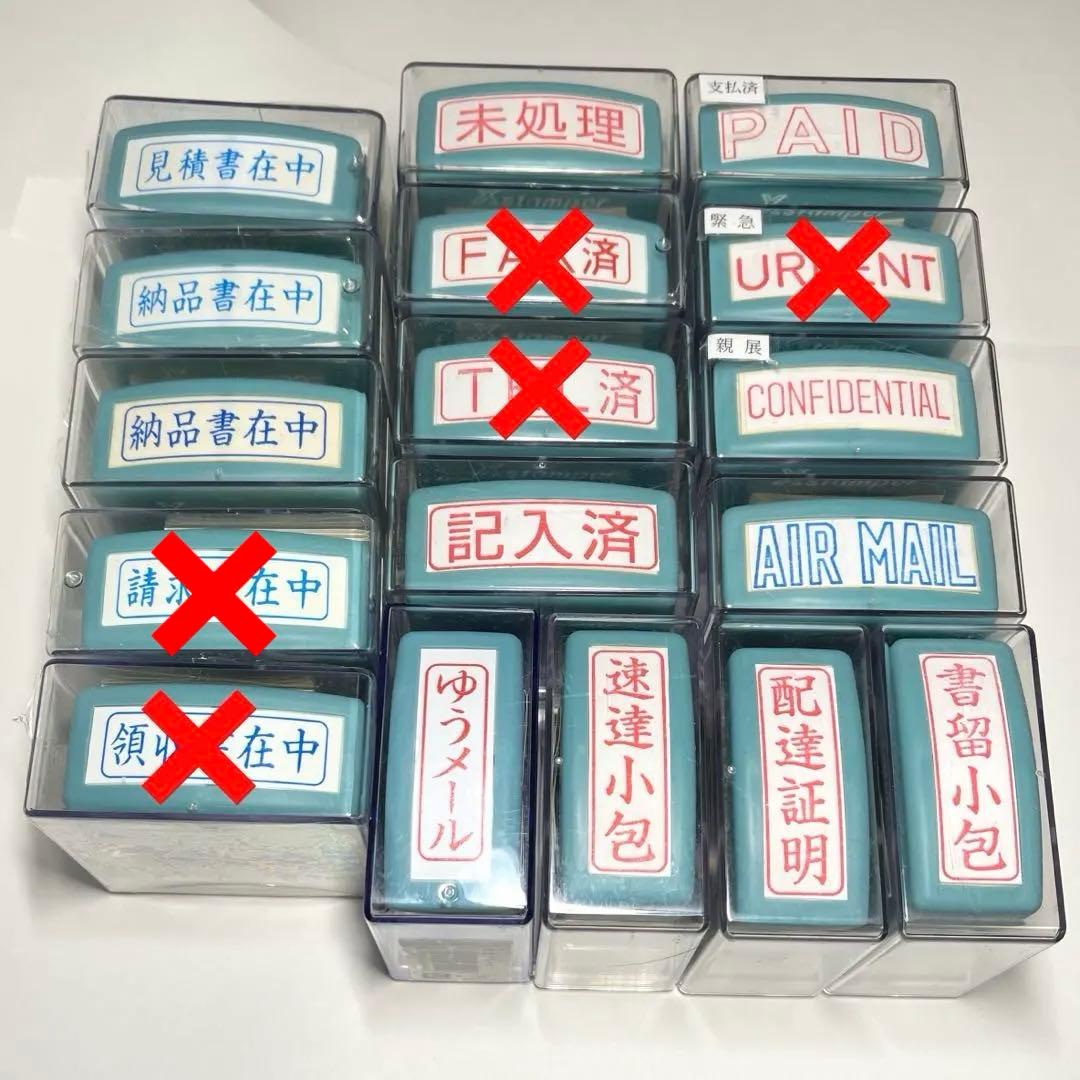 見積書在中
納品書在中
納品書在中
請 在中
領 在中
未処理
済
済
記入済
支払済
PAID
緊急
親展
CONFIDENTIAL
AIR MAIL
ゆうメール
速達小包
配達証明
書留小包